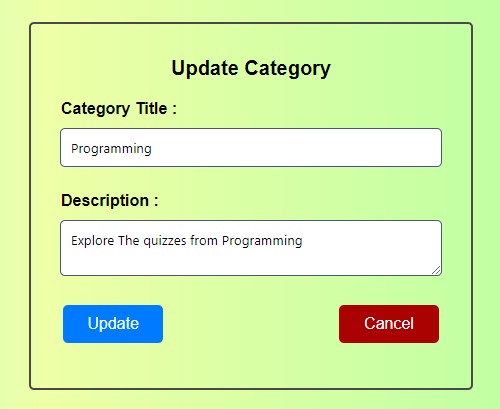 Update Category
Category Title :
Programming
Description :
Explore The quizzes from Programming
Update
Cancel